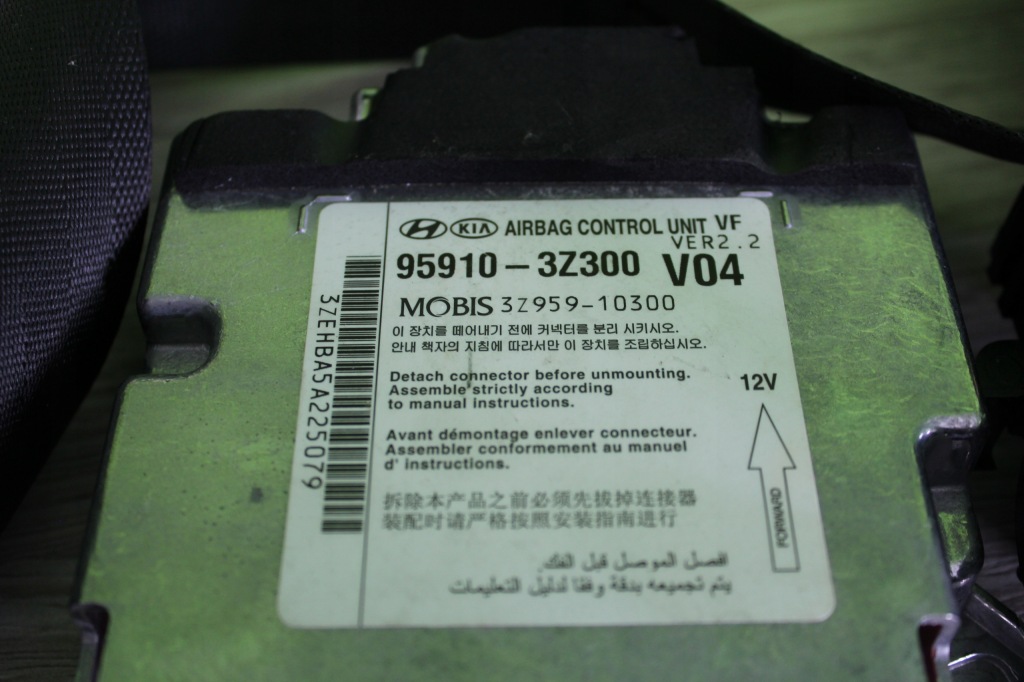 KIA AIRBAG CONTROL UNIT VF
VER2.2
95910-3Z300 V04
MOBIS 3Z959-10300
이 장치를 떼어내기 전에 커넥터를 분리 시키시오.
안내 책자의 지침에 따라서만 이 장치를 조립하십시오.
Detach connector before unmounting.
Assemble strictly according
to manual instructions.
12V
Avant démontage enlever connecteur.
Assembler conformement au manuel
d' instructions.
拆除本产品之前必须先拔掉连接器
装配时请严格按照安装指南进行
افصل الموصل قبل الفك.
يتم تجميعه بدقة وفقا لدليل التعليمات
FORWARD
3ZEHBA5A225079